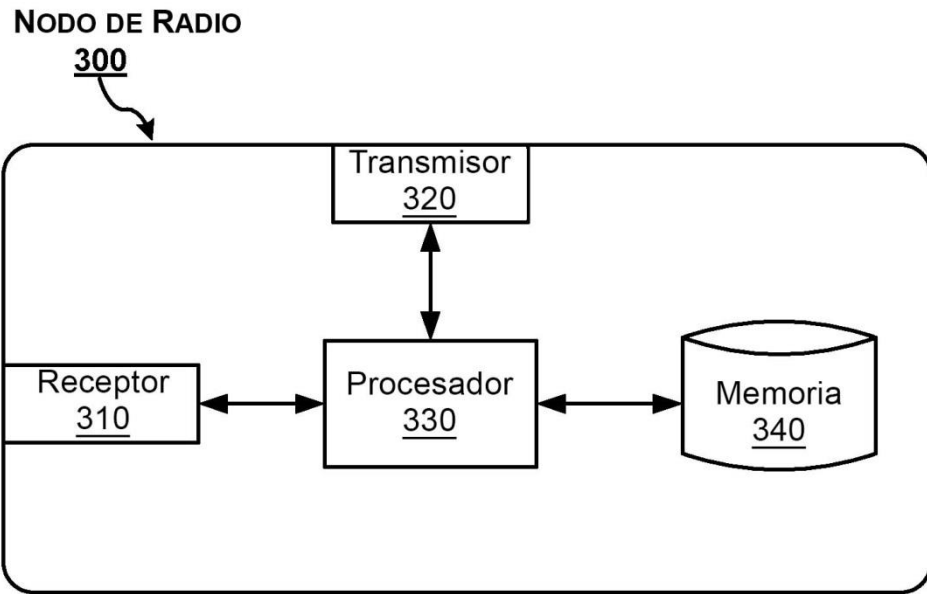 NODO DE RADIO
300
Transmisor
320
Receptor
310
Procesador
330
Memoria
340